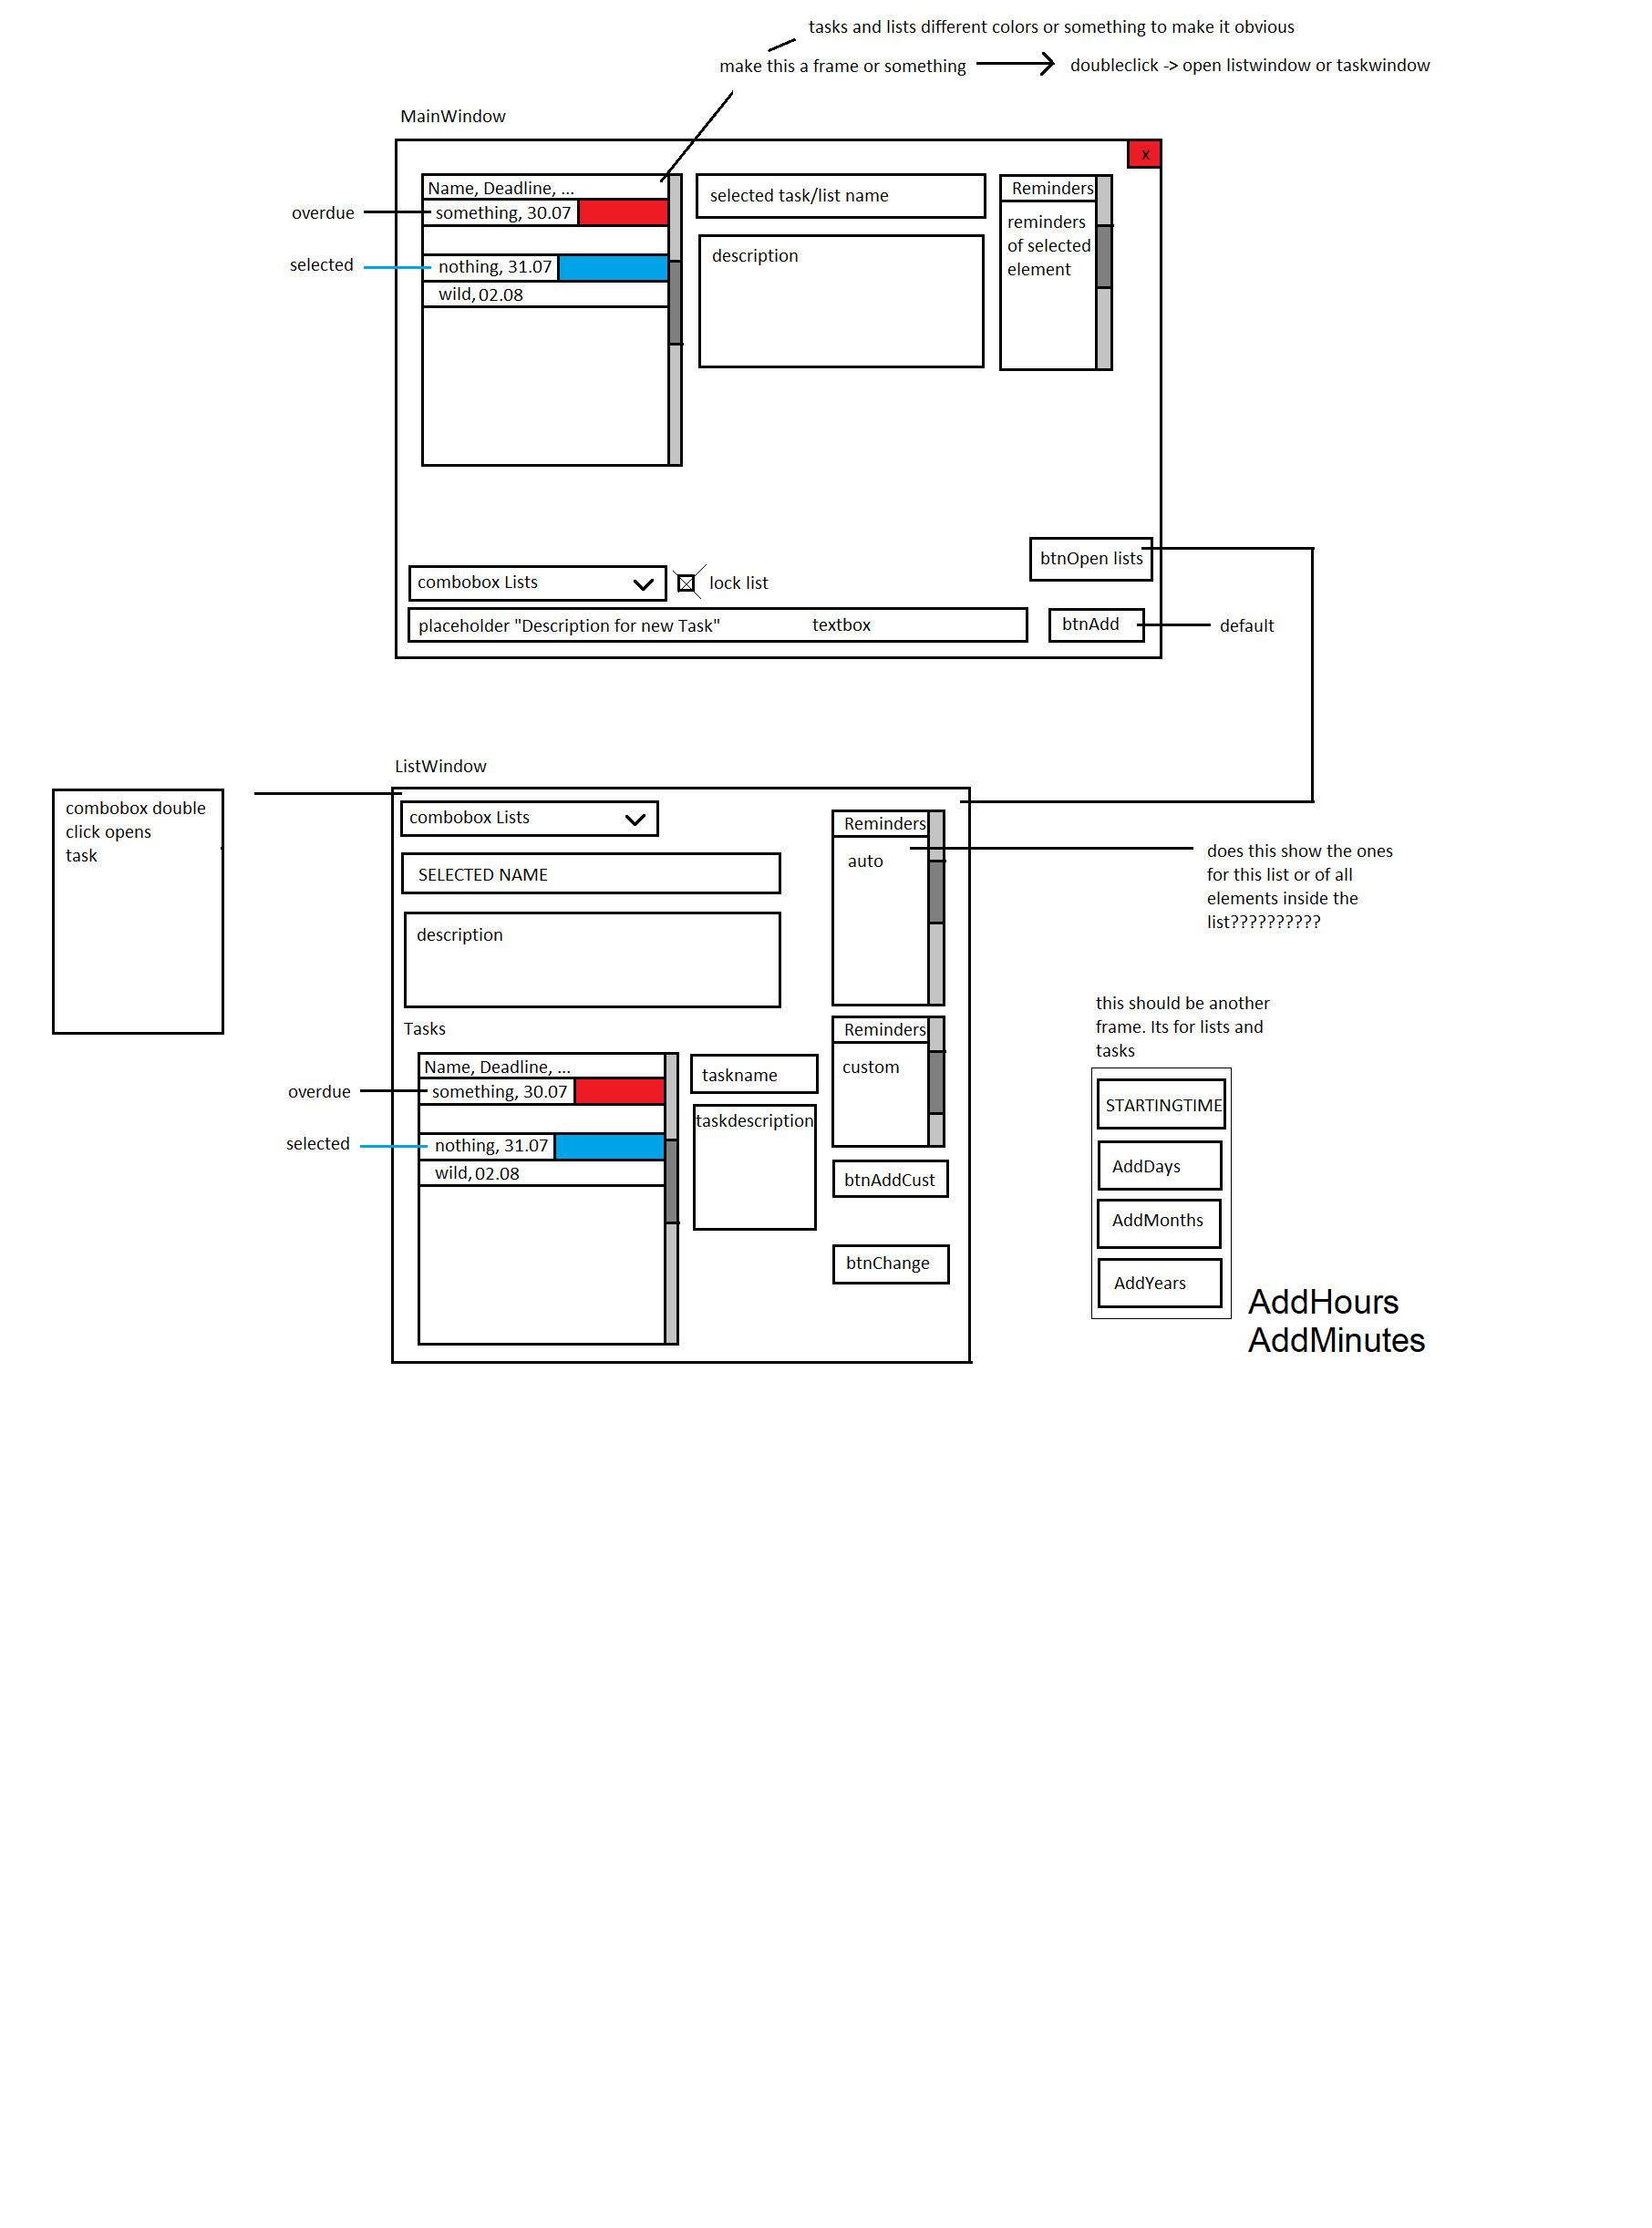 tasks and lists different colors or something to make it obvious
make this a frame or something
doubleclick -> open listwindow or taskwindow
MainWindow
x
Name, Deadline, ...
overdue
something, 30.07
selected
nothing, 31.07
wild, 02.08
selected task/list name
description
Reminders
reminders
of selected
element
btnOpen lists
combobox Lists
lock list
placeholder "Description for new Task"
textbox
btnAdd
default
ListWindow
combobox double
click opens
task
combobox Lists
SELECTED NAME
description
Reminders
auto
does this show the ones
for this list or of all
elements inside the
list??????????
Tasks
Name, Deadline, ...
overdue
something, 30.07
selected
nothing, 31.07
wild, 02.08
taskname
taskdescription
Reminders
custom
btnAddCust
btnChange
this should be another
frame. Its for lists and
tasks
STARTINGTIME
AddDays
AddMonths
AddYears
AddHours
AddMinutes